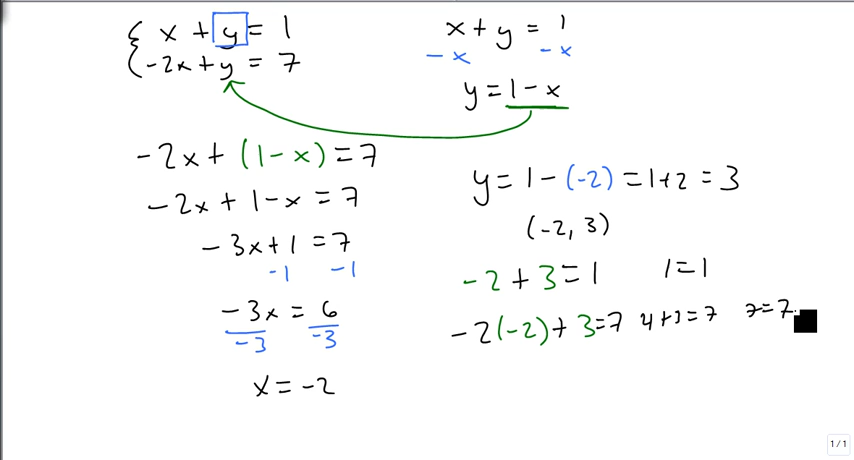 x + y = 1
-2x + y = 7
x + y = 1
-x -x
y = 1 - x
-2x + (1 - x) = 7
-2x + 1 - x = 7
-3x + 1 = 7
-1 -1
-3x = 6
-3 -3
x = -2
y = 1 - (-2) = 1 + 2 = 3
(-2, 3)
-2 + 3 = 1 1 = 1
-2(-2) + 3 = 7 4 + 3 = 7 7 = 7
1 / 1